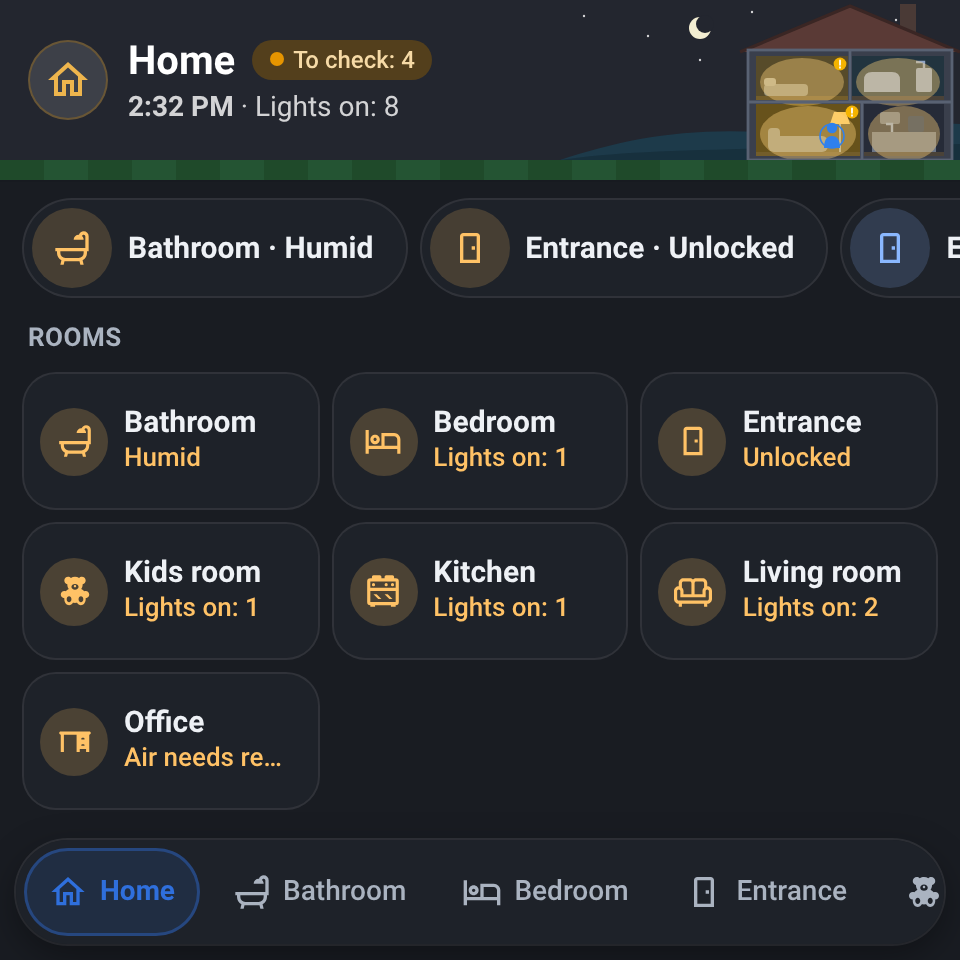 Home
To check: 4
2:32 PM · Lights on: 8
Bathroom · Humid
Entrance · Unlocked
ROOMS
Bathroom
Humid
Bedroom
Lights on: 1
Entrance
Unlocked
Kids room
Lights on: 1
Kitchen
Lights on: 1
Living room
Lights on: 2
Office
Air needs re...
Home
Bathroom
Bedroom
Entrance